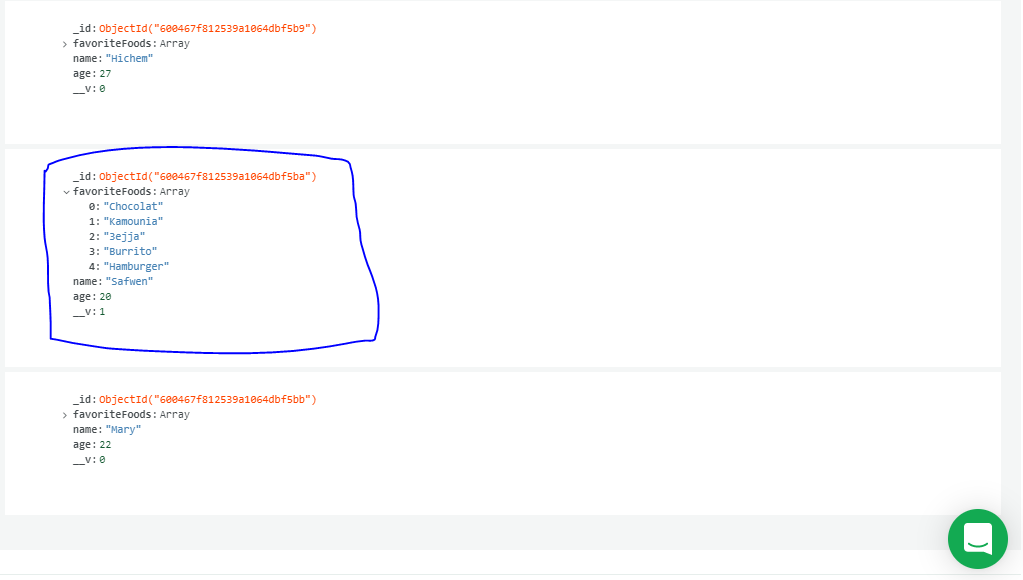 _id: ObjectId("600467f812539a1064dbf5b9")
favoriteFoods: Array
name: "Hichem"
age: 27
__v: 0
_id: ObjectId("600467f812539a1064dbf5ba")
favoriteFoods: Array
0: "Chocolat"
1: "Kamounia"
2: "3ejja"
3: "Burrito"
4: "Hamburger"
name: "Safwen"
age: 20
__v: 1
_id: ObjectId("600467f812539a1064dbf5bb")
favoriteFoods: Array
name: "Mary"
age: 22
__v: 0